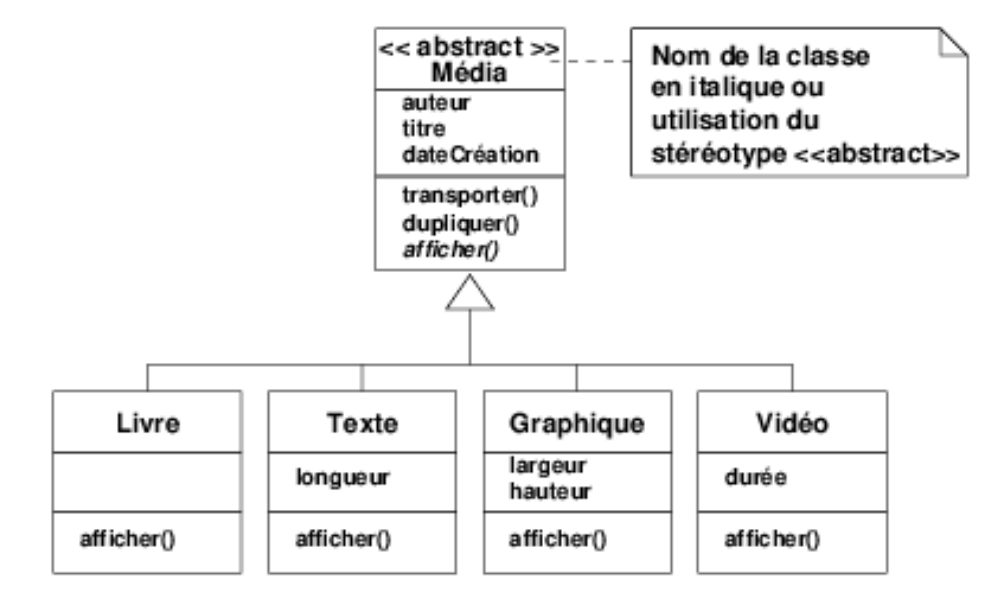 << abstract >>
Média
auteur
titre
dateCréation
transporter()
dupliquer()
afficher()
Nom de la classe
en italique ou
utilisation du
stéréotype <<abstract>>
Livre
afficher()
Texte
longueur
afficher()
Graphique
largeur
hauteur
afficher()
Vidéo
durée
afficher()